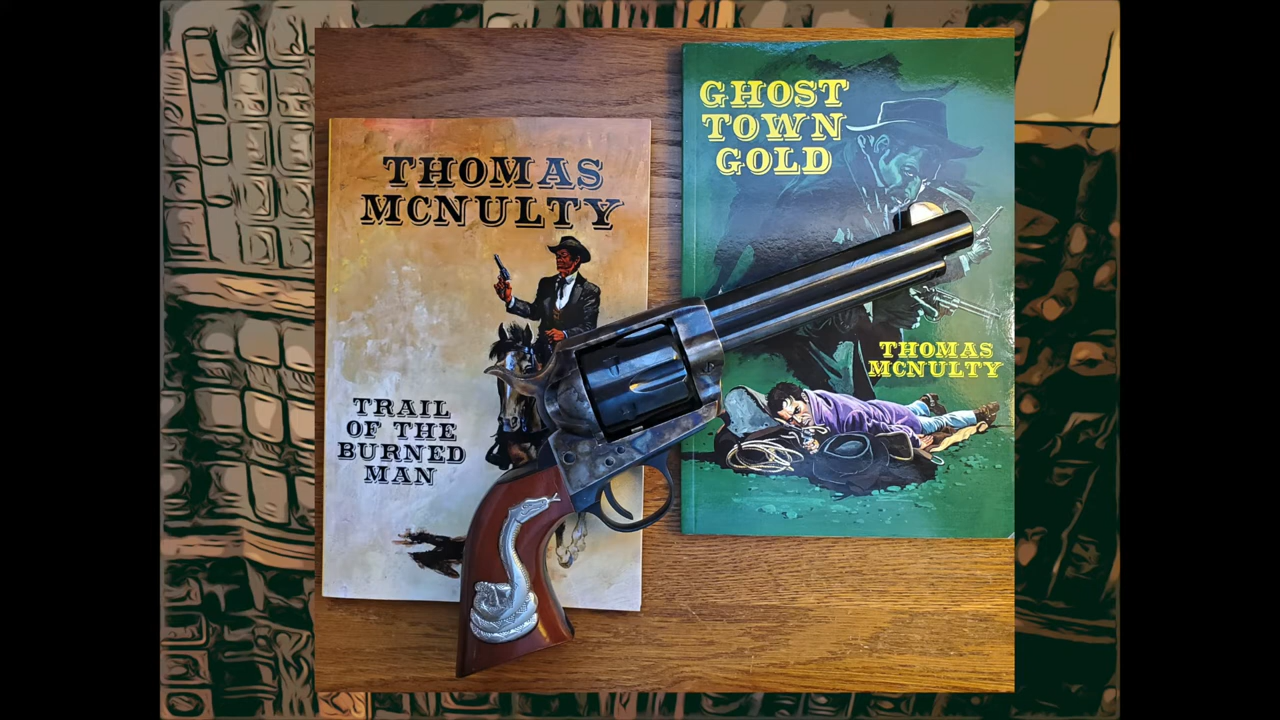 THOMAS
MCNULTY
TRAIL
OF THE
BURNED
MAN
GHOST
TOWN
GOLD
THOMAS
MCNULTY